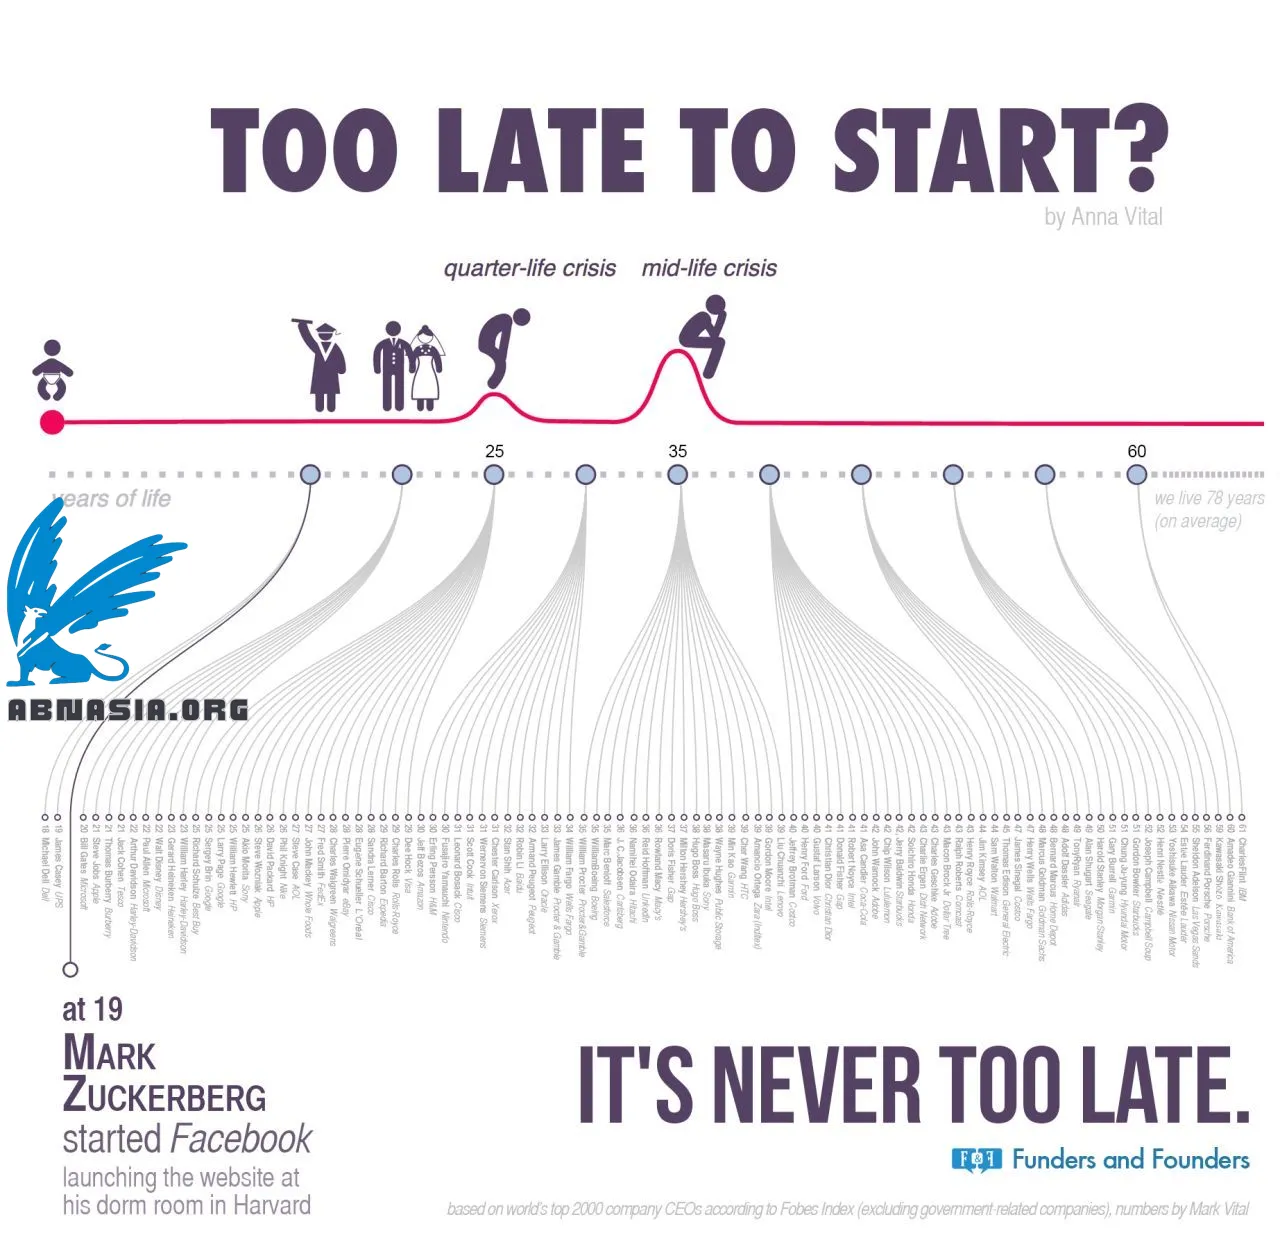 TOO LATE TO START?
by Anna Vital
quarter-life crisis
mid-life crisis
25
35
60
years of life
we live 78 years
(on average)
ABNASIA.ORG
18 Michael Dell Dell
19 James Casey UPS
20 Bill Gates Microsoft
21 Steve Jobs Apple
21 Thomas Burberry Burberry
21 Jack Cohen Tesco
22 Arthur Davidson Harley-Davidson
22 Paul Allen Microsoft
22 Walt Disney Disney
23 Gerard Heineken Heineken
23 William Harley Harley-Davidson
25 Richard Schulze Best Buy
25 Sergey Brin Google
25 Larry Page Google
25 William Hewlett HP
25 Akio Morita Sony
26 Steve Wozniak Apple
26 David Packard HP
26 Phil Knight Nike
27 Steve Case AOL
27 John Mackey Whole Foods
27 Fred Smith FedEx
28 Charles Walgreen Walgreens
28 Pierre Omidyar eBay
28 Eugene Schueller L'Oréal
28 Sandra Lerner Cisco
29 Richard Barton Expedia
29 Charles Rolls Rolls-Royce
29 Dee Hock Visa
30 Jeff Bezos Amazon
30 Erling Persson H&M
30 Fusajiro Yamauchi Nintendo
31 Leonard Bosack Cisco
31 Scott Cook Intuit
31 Werner von Siemens Siemens
31 Chester Carlson Xerox
32 Stan Shih Acer
32 Robin Li Baidu
32 Armand Peugeot Peugeot
33 Larry Ellison Oracle
33 James Gamble Procter & Gamble
34 William Fargo Wells Fargo
35 William Procter Procter&Gamble
35 WilliamBoeing Boeing
35 Marc Benioff Salesforce
36 J. C.Jacobsen Carlsberg
36 Namihei Odaira Hitachi
36 Reid Hoffman LinkedIn
36 Rowland Macy Macy's
37 Doris Fisher Gap
37 Milton Hershey Hershey's
38 Hugo Boss Hugo Boss
38 Masaru Ibuka Sony
38 Wayne Hughes Public Storage
39 Min Kao Garmin
39 Cher Wang HTC
39 Amancio Ortega Zara (Inditex)
39 Gordon Moore Intel
39 Liu Chuanzhi Lenovo
40 Jeffrey Brotman Costco
40 Henry Ford Ford
40 Gustaf Larson Volvo
41 Christian Dior Christian Dior
41 Donald Fisher Gap
41 Robert Noyce Intel
41 Asa Candler Coca-Cola
42 John Warnock Adobe
42 Chip Wilson Lululemon
42 Jerry Baldwin Starbucks
42 Soichiro Honda Honda
43 Charlie Ergen Dish Network
43 Charles Geschke Adobe
43 Macon Brock Jr Dollar Tree
43 Ralph Roberts Comcast
43 Henry Royce Rolls-Royce
44 Jim Kimsey AOL
44 Sam Walton Walmart
45 Thomas Edison General Electric
47 James Sinegal Costco
47 Henry Wells Wells Fargo
48 Marcus Goldman Goldman Sachs
48 Bernard Marcus Home Depot
48 Adolf Dassler Adidas
49 Tony Ryan Ryanair
49 Alan Shugart Seagate
50 Harold Stanley Morgan Stanley
51 Gary Burrell Garmin
51 Chung Ju-yung Hyundai Motor
51 Gordon Bowker Starbucks
52 Joseph Campbell Campbell Soup
52 Henri Nestlé Nestlé
53 Yoshisuke Aikawa Nissan Motor
54 Estée Lauder Estée Lauder
55 Sheldon Adelson Las Vegas Sands
56 Ferdinand Porsche Porsche
59 Kawasaki Shozo Kawasaki
60 Amadeo Giannini Bank of America
61 Charles Flint IBM
at 19
MARK
ZUCKERBERG
started Facebook
launching the website at
his dorm room in Harvard
IT'S NEVER TOO LATE.
F&F Funders and Founders
based on world's top 2000 company CEOs according to Fobes Index (excluding government-related companies), numbers by Mark Vital